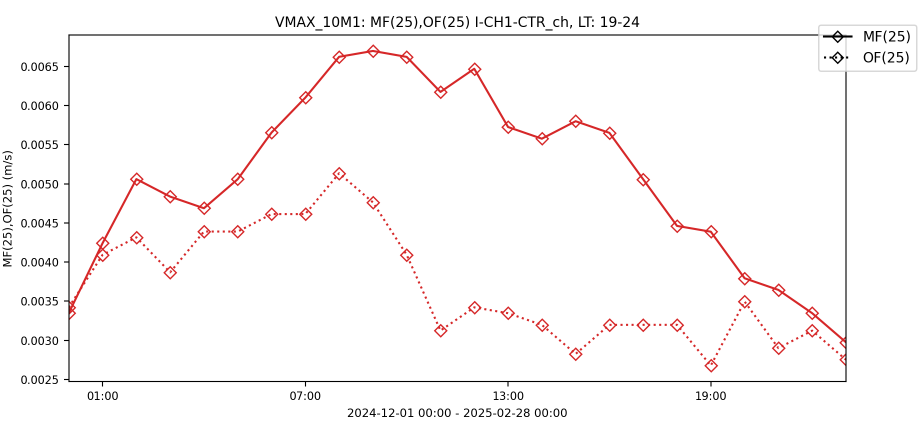 VMAX_10M1: MF(25),OF(25) I-CH1-CTR_ch, LT: 19-24
MF(25)
OF(25)
MF(25),OF(25) (m/s)
0.0065
0.0060
0.0055
0.0050
0.0045
0.0040
0.0035
0.0030
0.0025
01:00
07:00
13:00
19:00
2024-12-01 00:00 - 2025-02-28 00:00